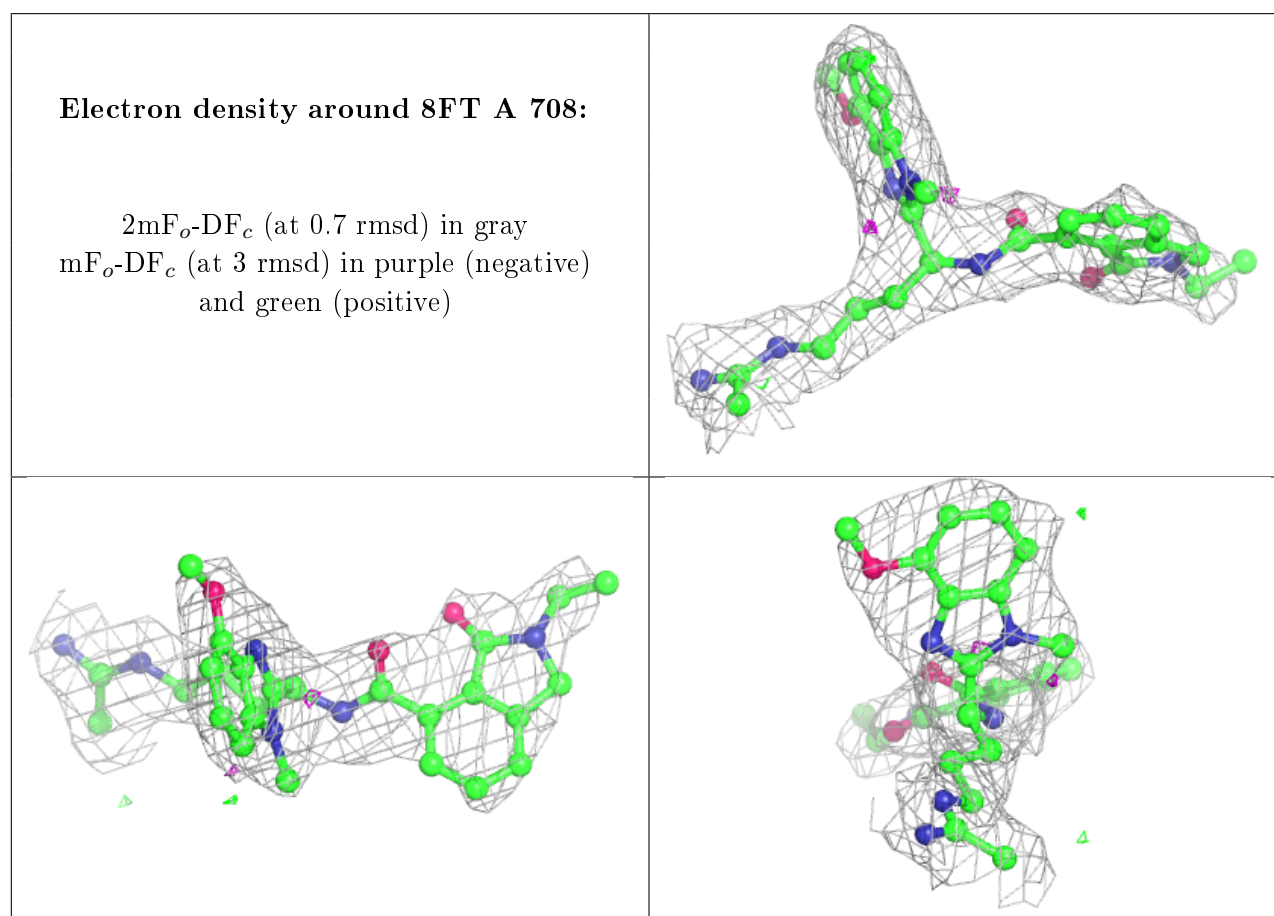 Electron density around 8FT A 708:
2mFo-DFc (at 0.7 rmsd) in gray
mFo-DFc (at 3 rmsd) in purple (negative)
and green (positive)